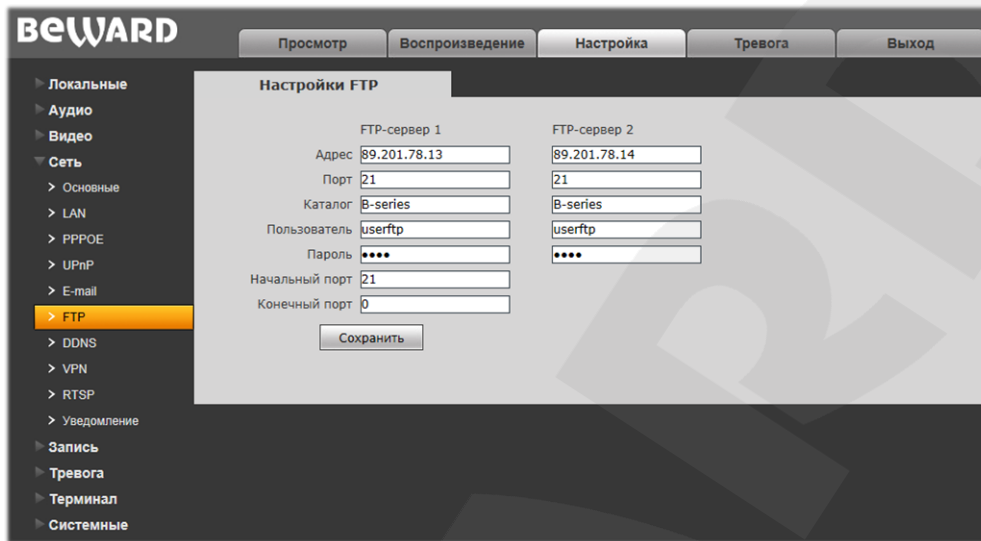 BEWARD
Просмотр Воспроизведение Настройка Тревога Выход
Локальные
Аудио
Видео
Сеть
> Основные
> LAN
> PPPOE
> UPnP
> E-mail
> FTP
> DDNS
> VPN
> RTSP
> Уведомление
Запись
Тревога
Терминал
Системные
Настройки FTP
FTP-сервер 1 FTP-сервер 2
Адрес 89.201.78.13 89.201.78.14
Порт 21 21
Каталог B-series B-series
Пользователь userftp userftp
Пароль •••• ••••
Начальный порт 21
Конечный порт 0
Сохранить